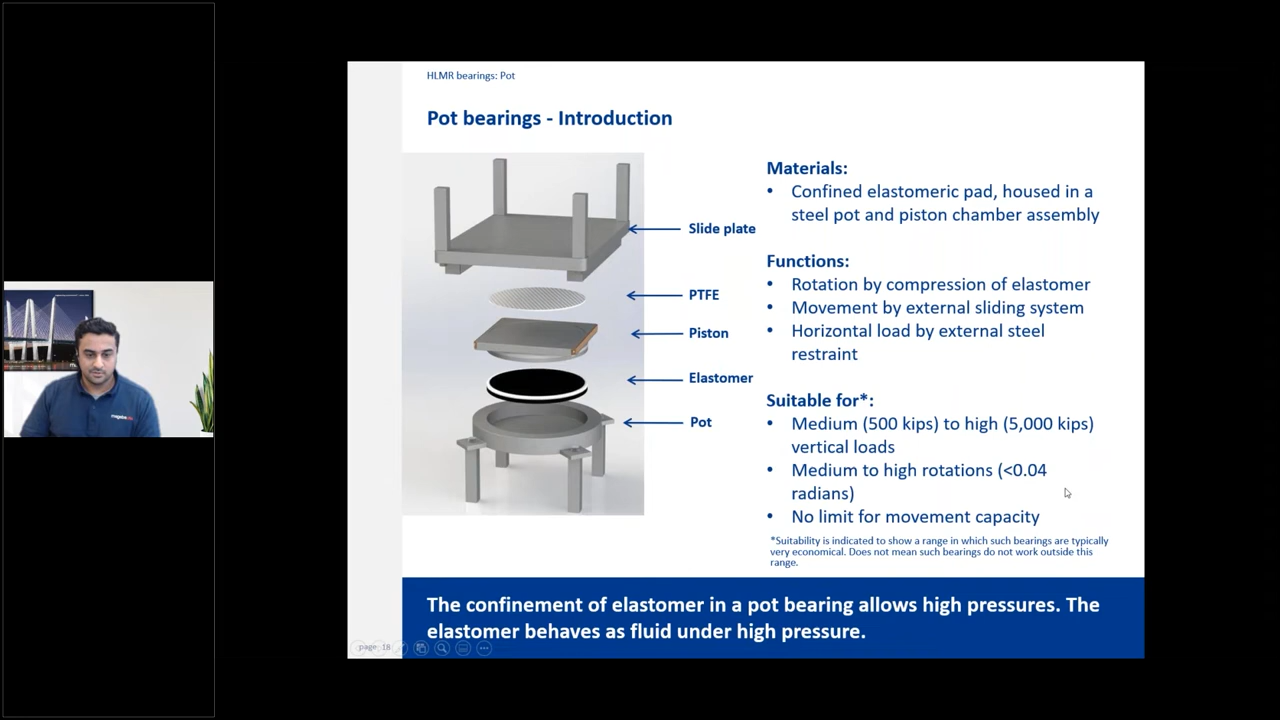 HLMR bearings: Pot
Pot bearings - Introduction
Slide plate
PTFE
Piston
Elastomer
Pot
Materials:
• Confined elastomeric pad, housed in a
steel pot and piston chamber assembly
Functions:
• Rotation by compression of elastomer
• Movement by external sliding system
• Horizontal load by external steel
restraint
Suitable for*:
• Medium (500 kips) to high (5,000 kips)
vertical loads
• Medium to high rotations (<0.04
radians)
• No limit for movement capacity
*Suitability is indicated to show a range in which such bearings are typically
very economical. Does not mean such bearings do not work outside this
range.
The confinement of elastomer in a pot bearing allows high pressures. The
elastomer behaves as fluid under high pressure.
page 18